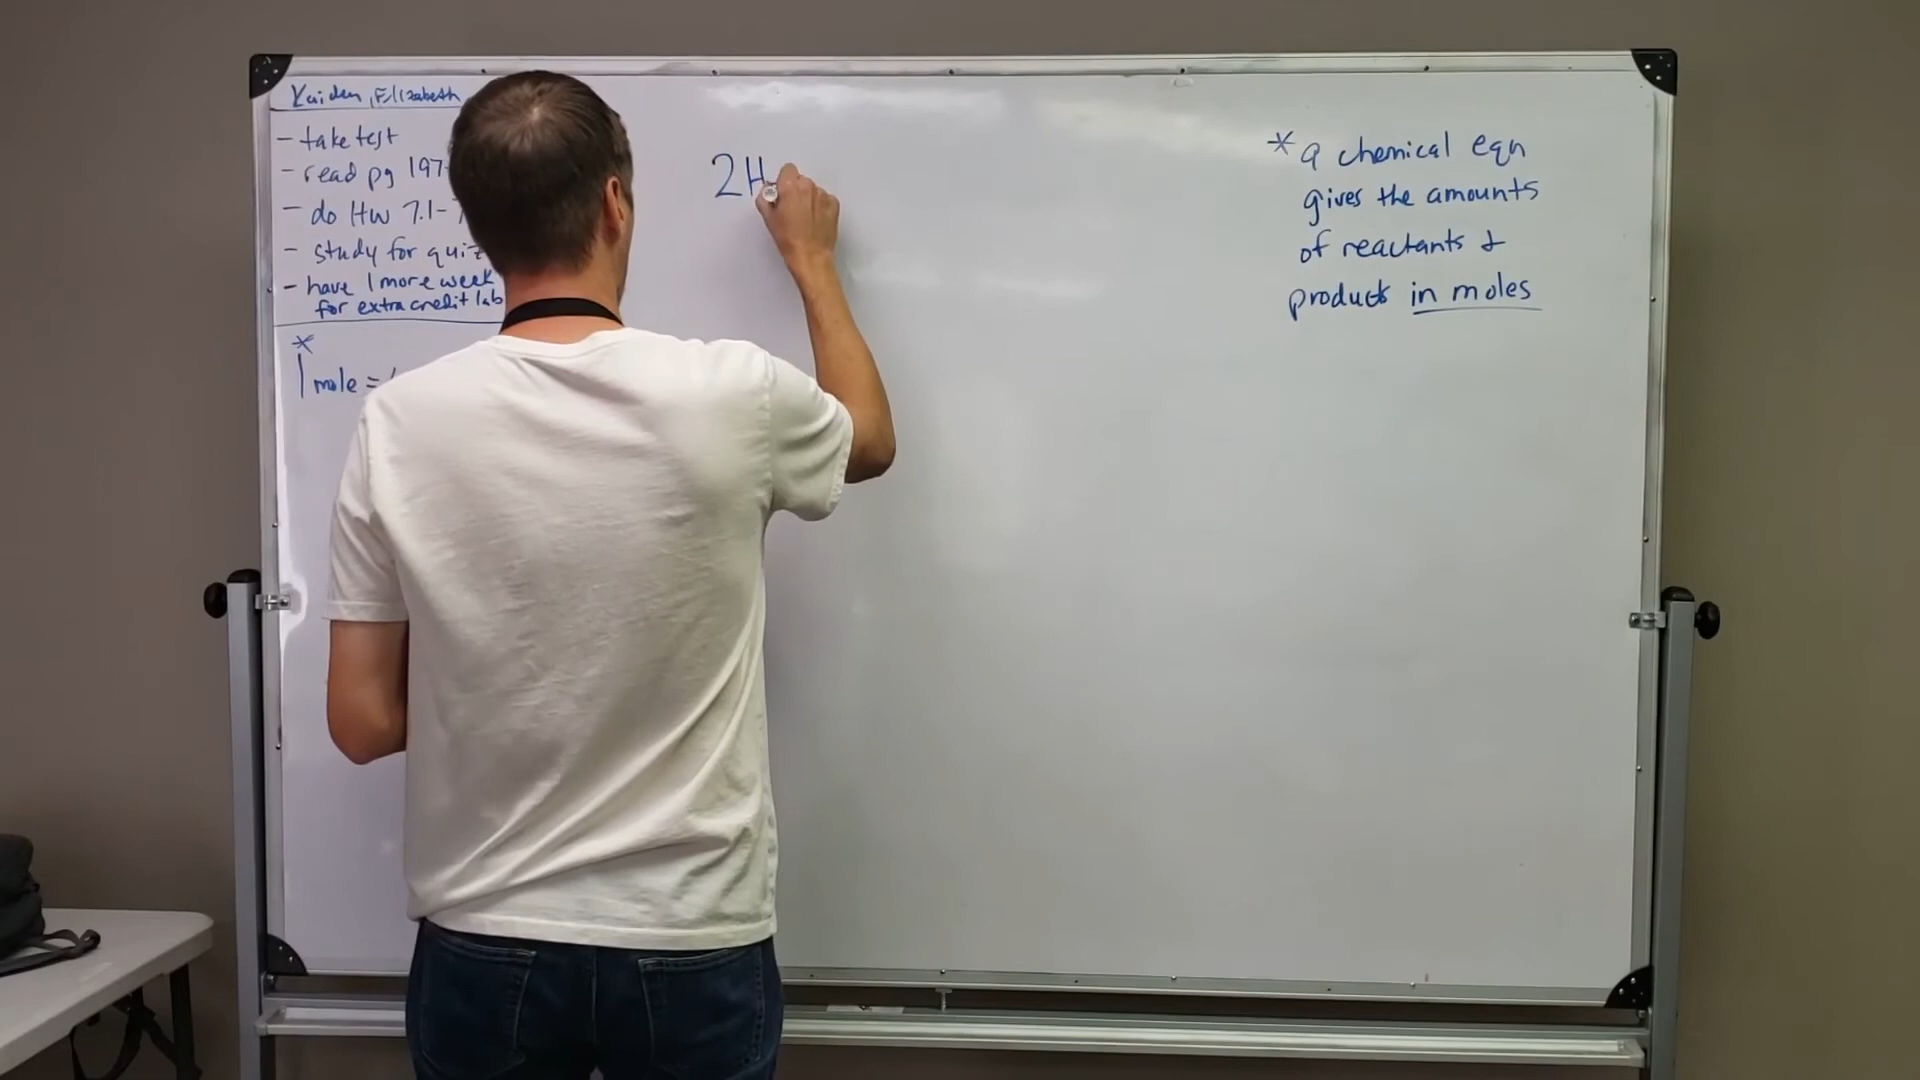 Kaiden, Elizabeth
- take test
- read pg 197-
- do HW 7.1-7
- study for quiz
- have 1 more week
for extra credit lab
*
1 mole =
2H
* a chemical eqn
gives the amounts
of reactants &
products in moles